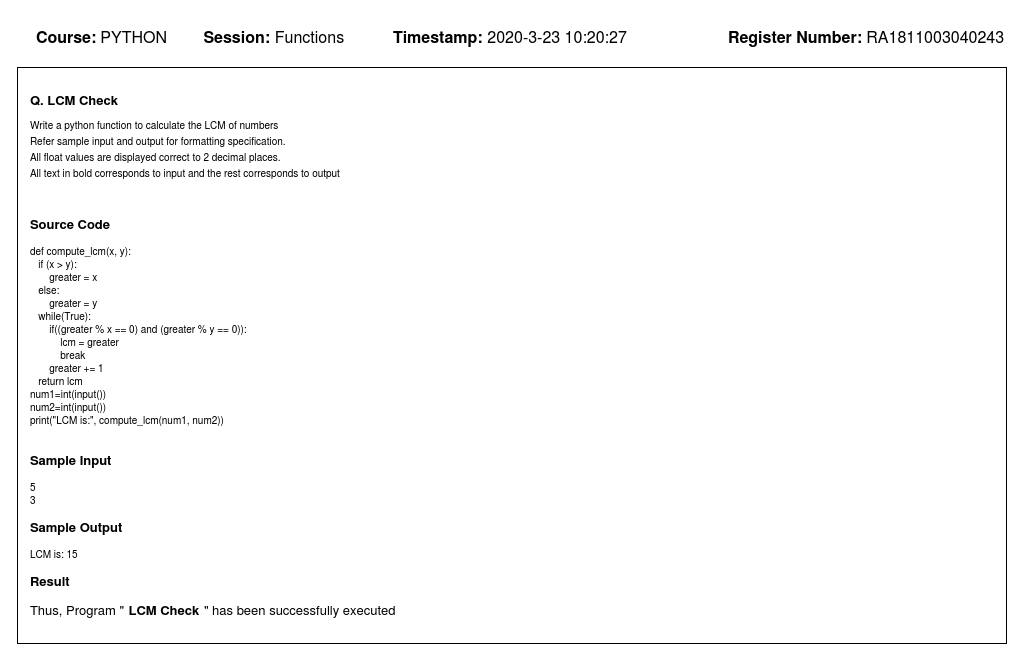 Course: PYTHON Session: Functions Timestamp: 2020-3-23 10:20:27 Register Number: RA1811003040243
Q. LCM Check
Write a python function to calculate the LCM of numbers
Refer sample input and output for formatting specification.
All float values are displayed correct to 2 decimal places.
All text in bold corresponds to input and the rest corresponds to output
Source Code
def compute_lcm(x, y):
   if (x > y):
       greater = x
   else:
       greater = y
   while(True):
       if((greater % x == 0) and (greater % y == 0)):
           lcm = greater
           break
       greater += 1
   return lcm
num1=int(input())
num2=int(input())
print("LCM is:", compute_lcm(num1, num2))
Sample Input
5
3
Sample Output
LCM is: 15
Result
Thus, Program " LCM Check " has been successfully executed